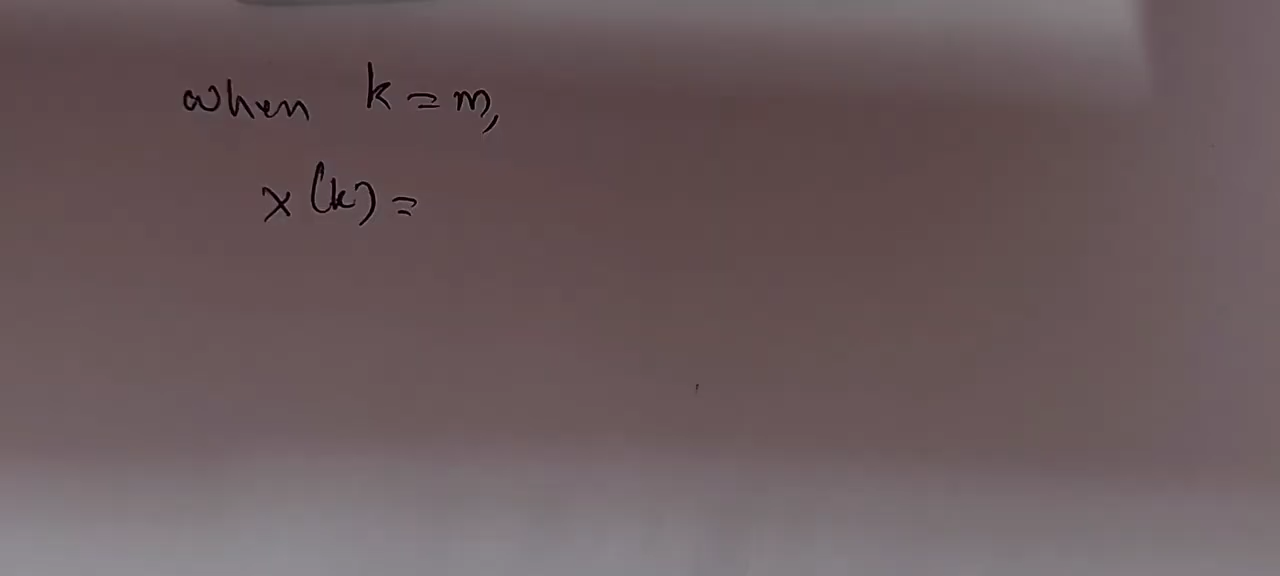 when k = m,
x(k) =